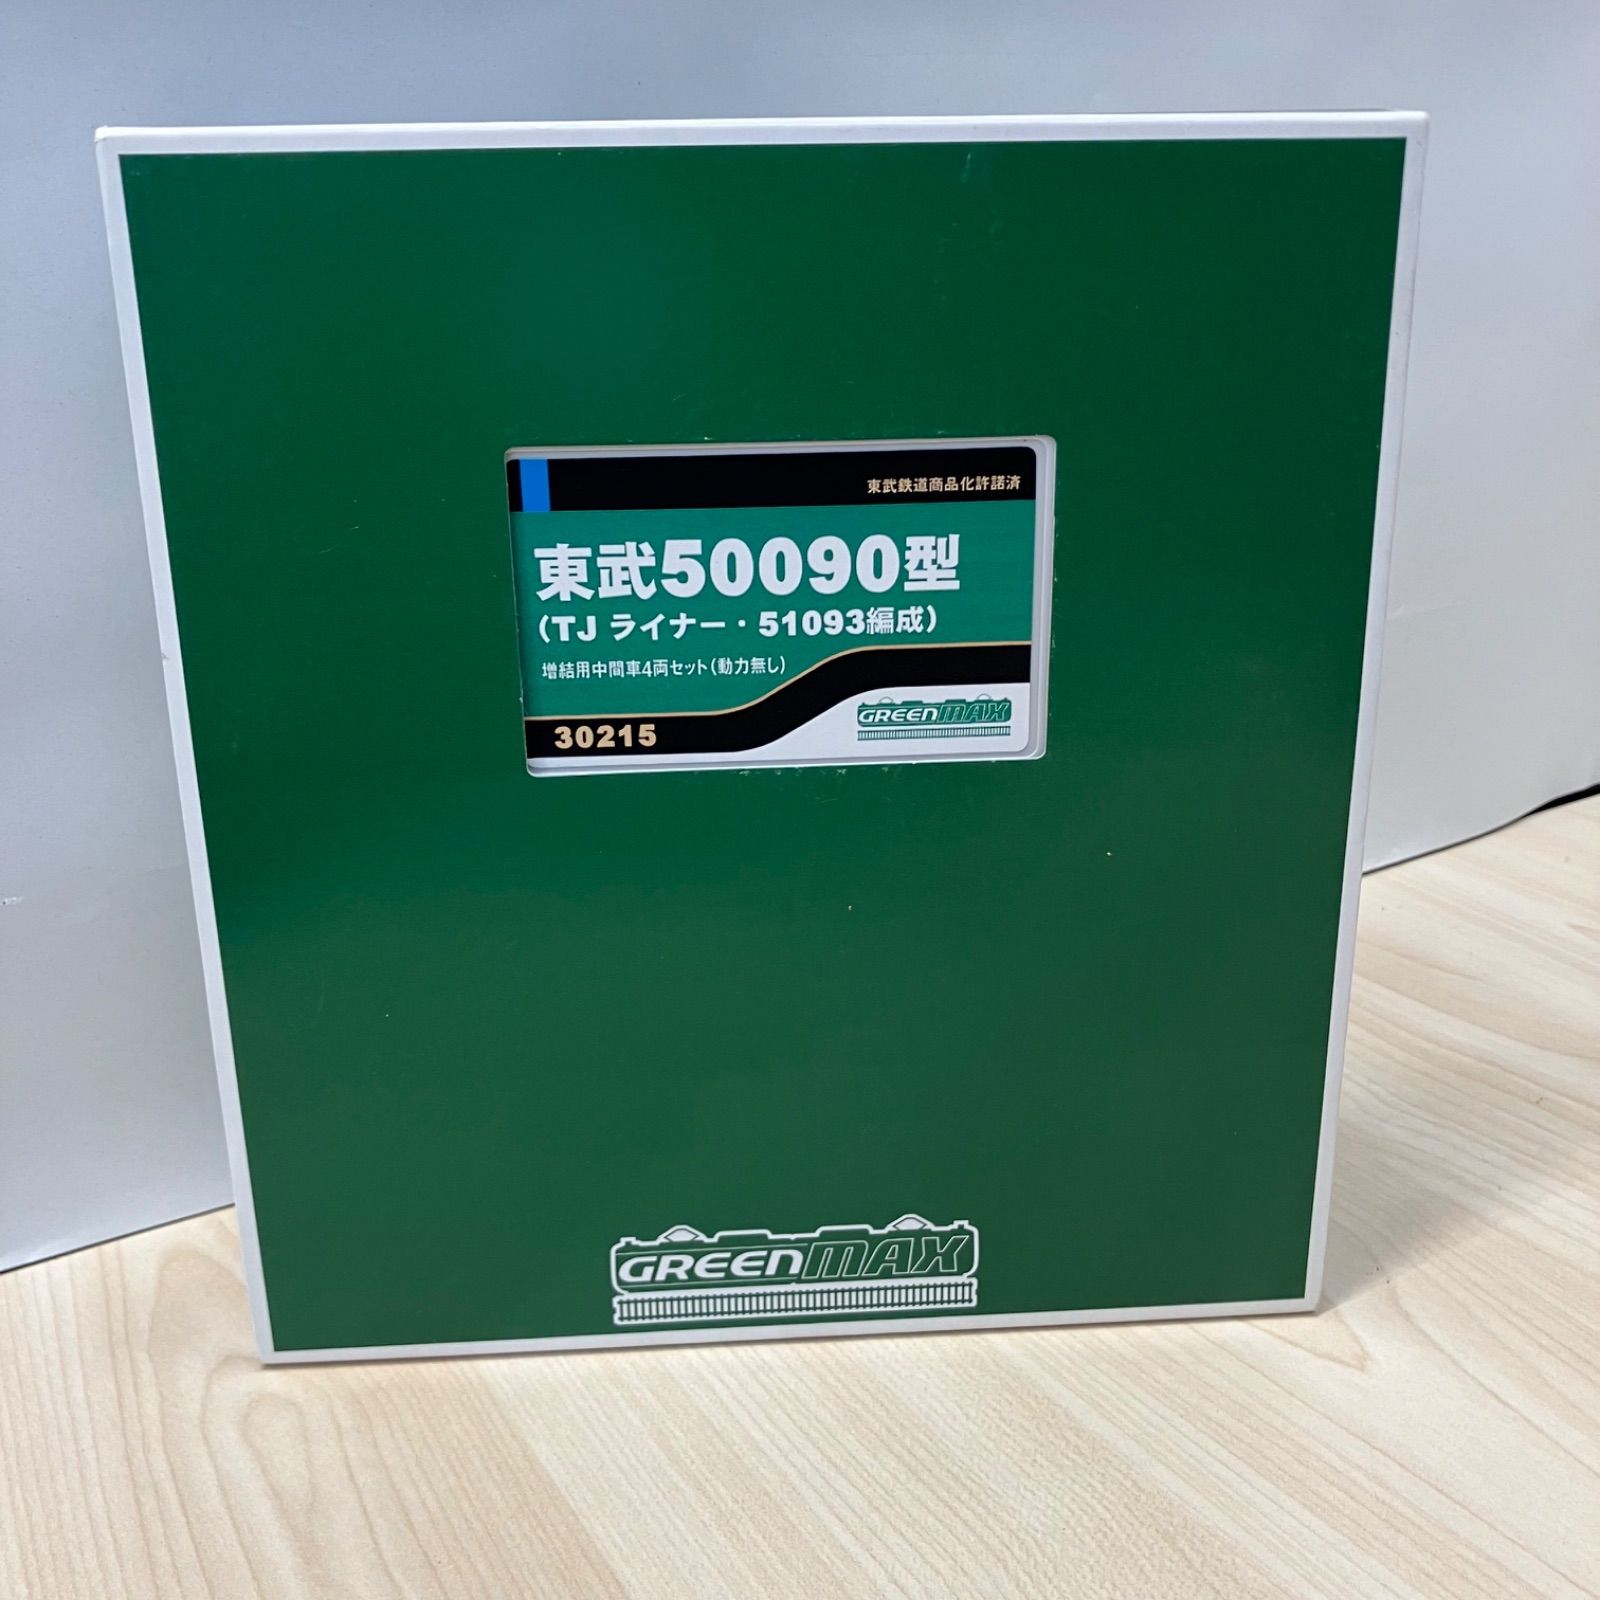 東武鉄道商品化許諾済
東武50090型
（TJ ライナー・51093編成）
増結用中間車4両セット（動力無し）
30215
GREENMAX
GREENMAX